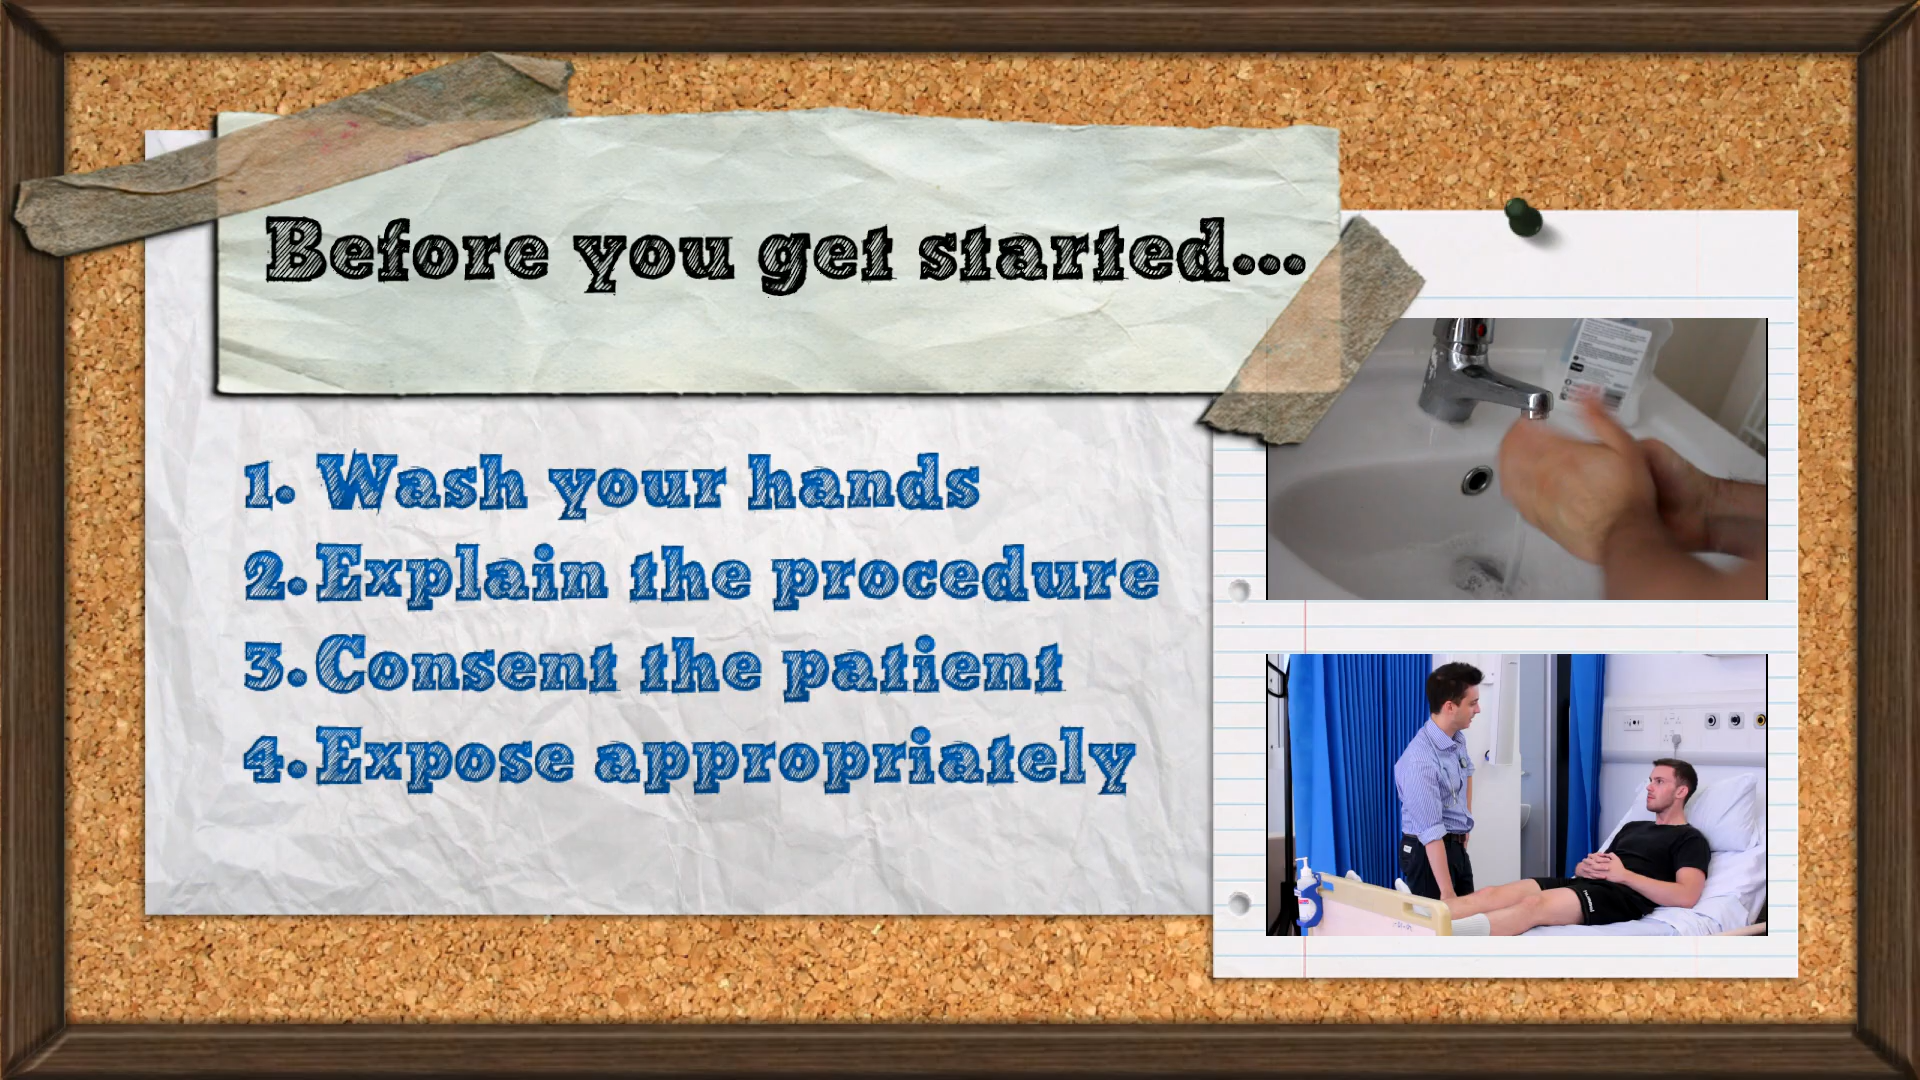 Before you get started...
1. Wash your hands
2. Explain the procedure
3. Consent the patient
4. Expose appropriately